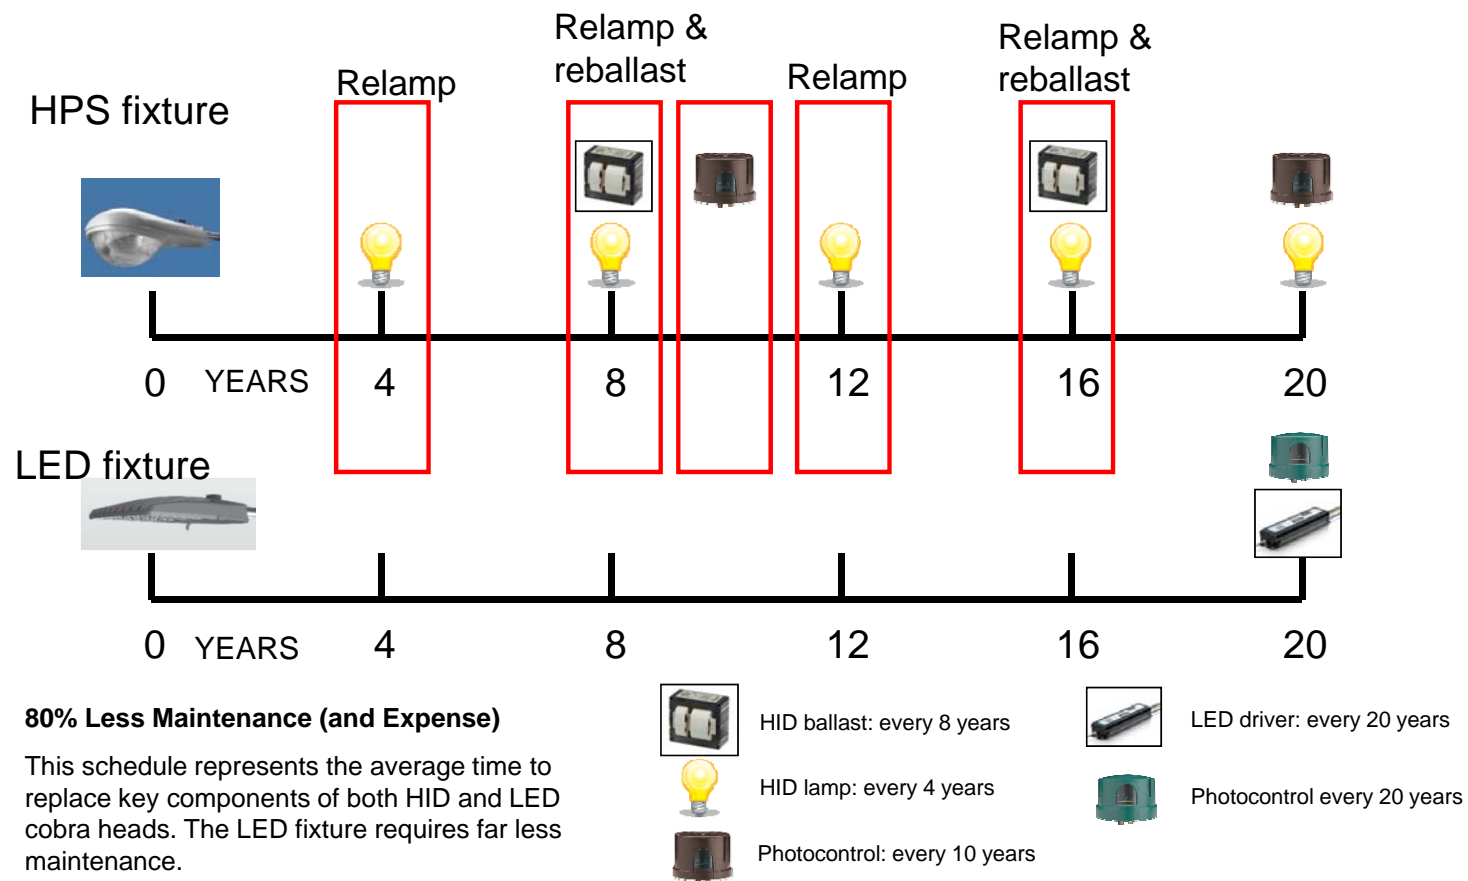 Relamp &
reballast
Relamp &
reballast
Relamp
Relamp
HPS fixture
0 YEARS 4 8 12 16 20
LED fixture
0 YEARS 4 8 12 16 20
80% Less Maintenance (and Expense)
This schedule represents the average time to
replace key components of both HID and LED
cobra heads. The LED fixture requires far less
maintenance.
HID ballast: every 8 years
HID lamp: every 4 years
Photocontrol: every 10 years
LED driver: every 20 years
Photocontrol every 20 years